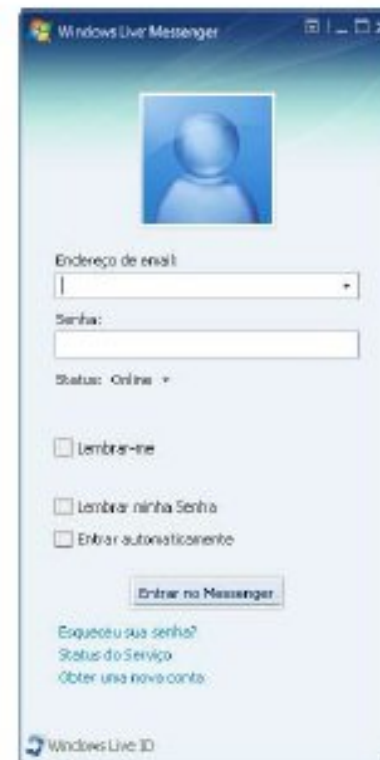 Windows Live Messenger
Endereço de email:
Senha:
Status: Online
Lembrar-me
Lembrar minha Senha
Entrar automaticamente
Entrar no Messenger
Esqueceu sua senha?
Status do Serviço
Obter uma nova conta
Windows Live ID